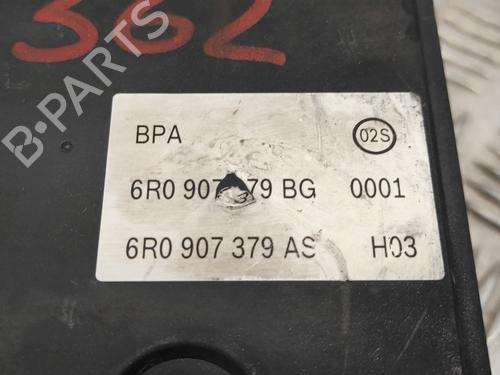 362
B-PARTS
BPA 02S
6R0 907 79 BG 0001
6R0 907 379 AS H03